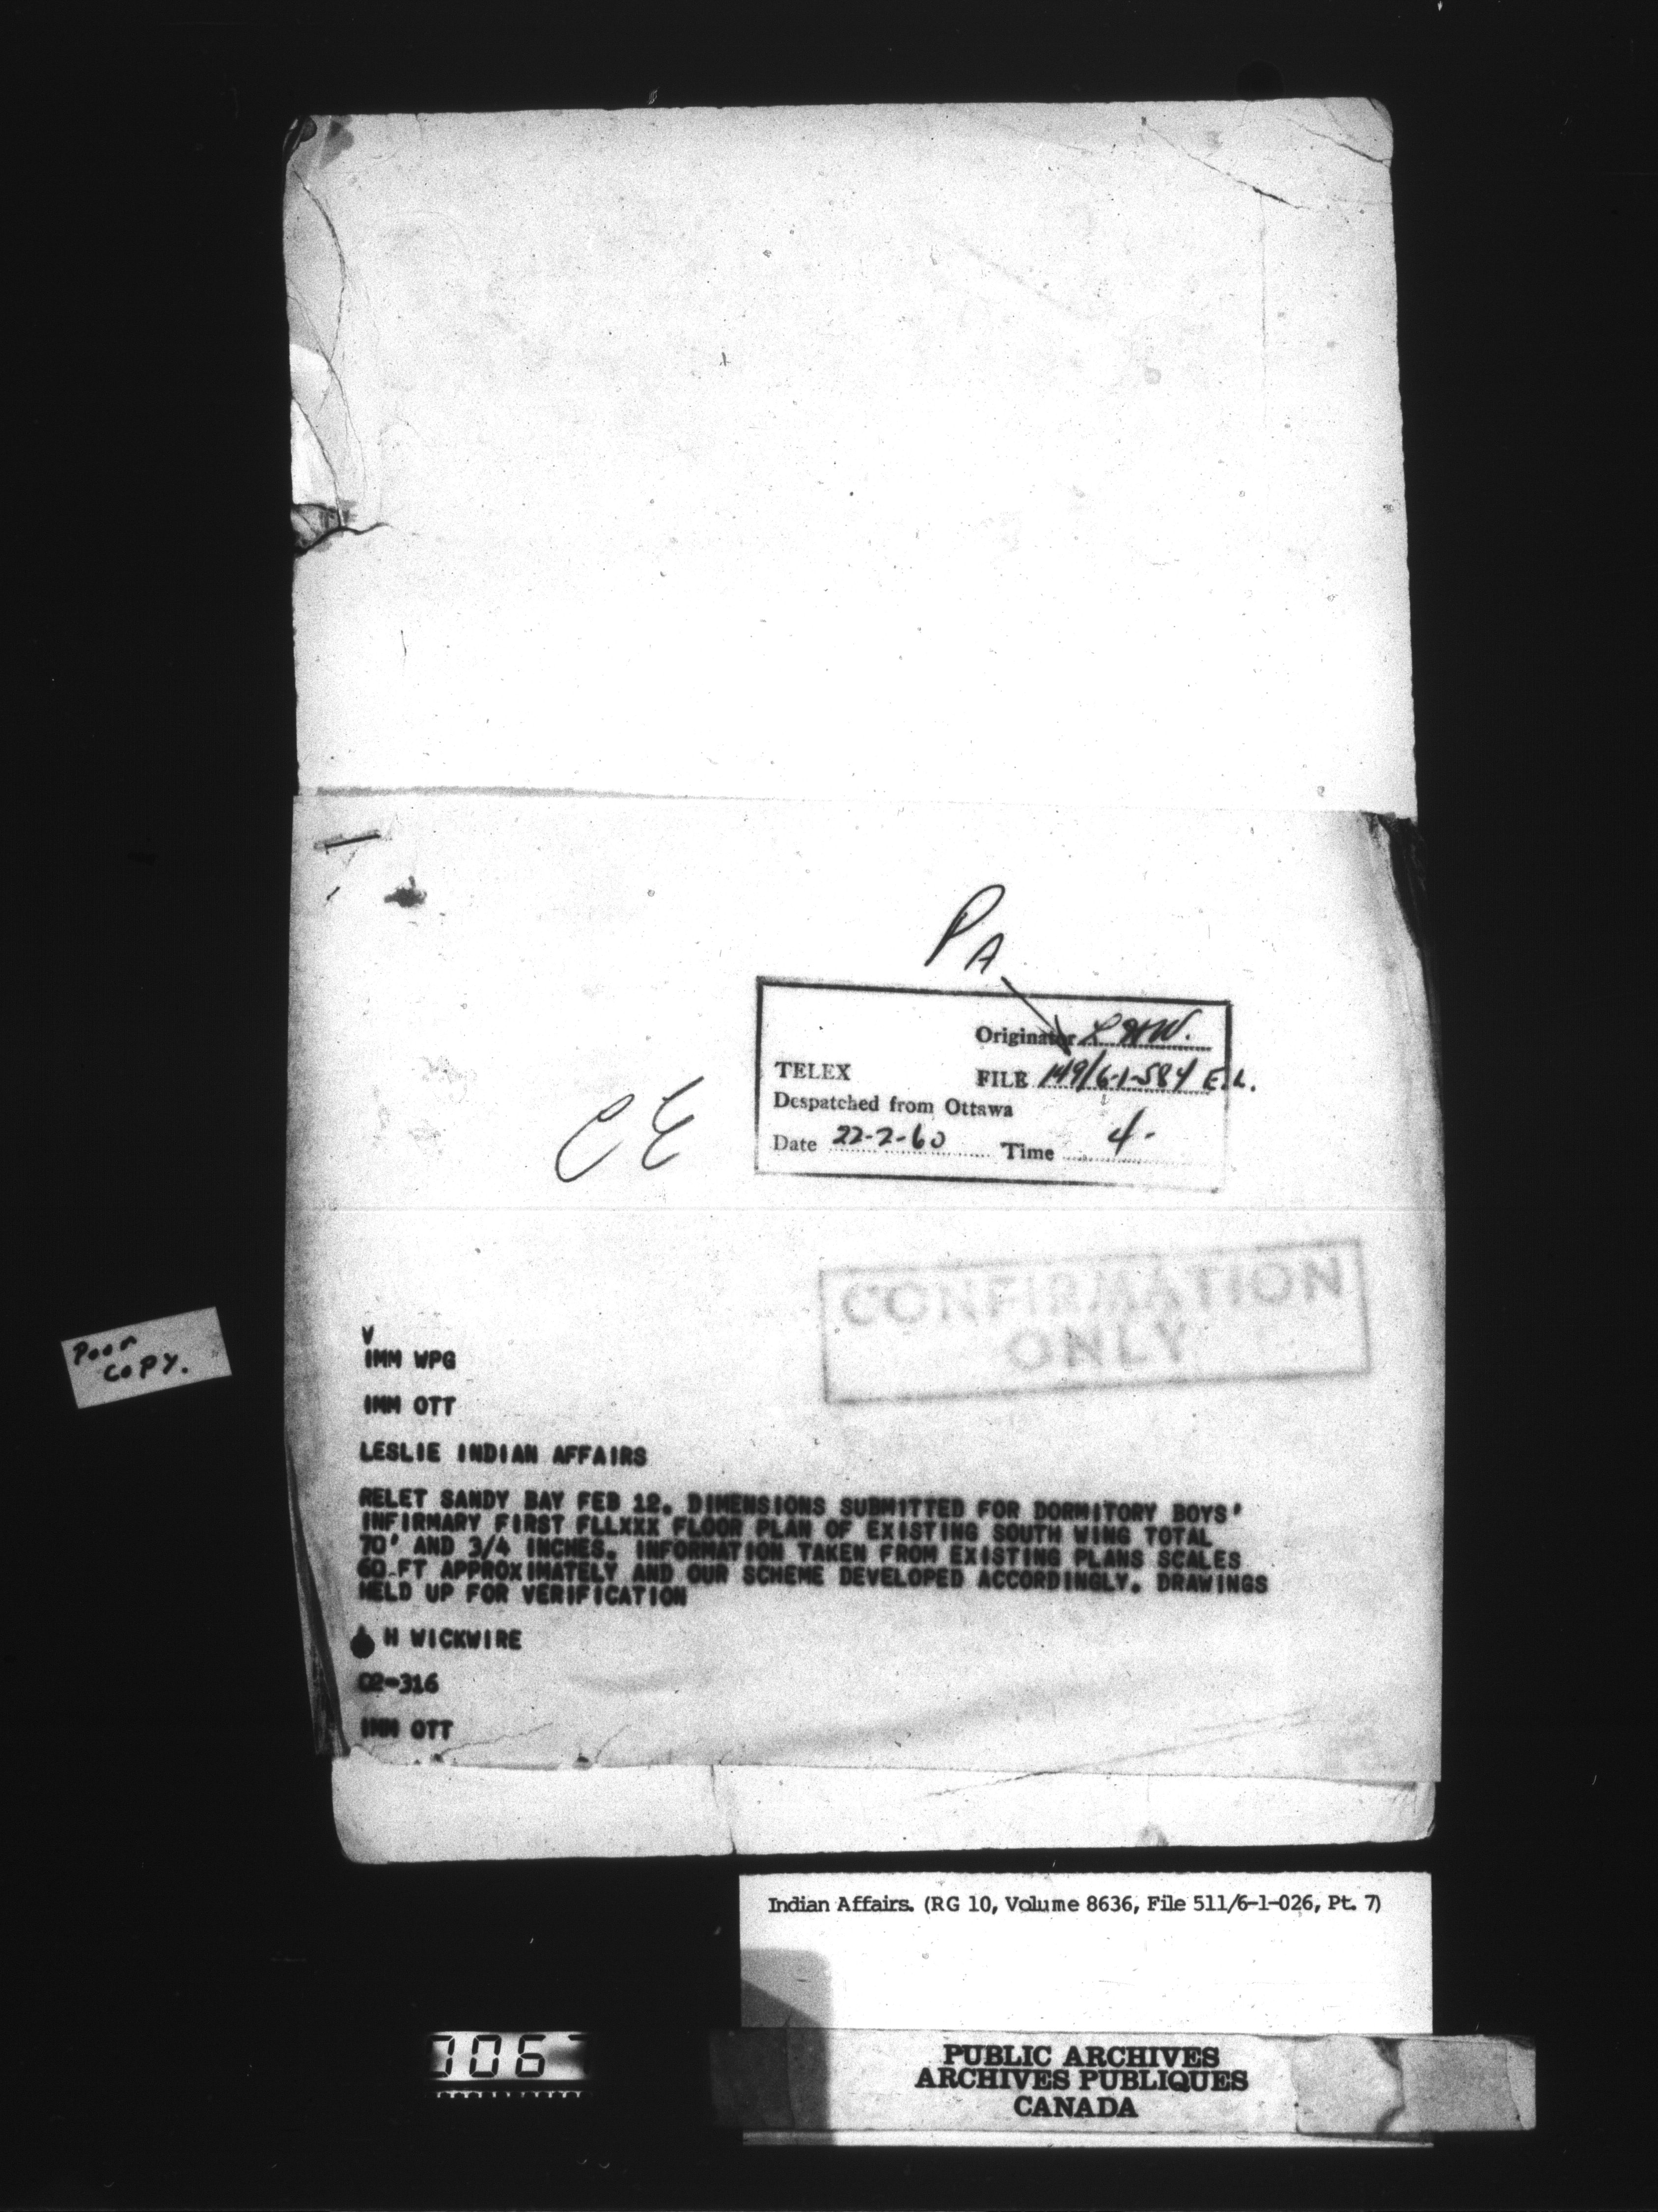 PA
Originator L H W.
TELEX FILE 149/6-1-584 E.L.
Despatched from Ottawa
Date 22-2-60 Time 4-
CE
CONFIRMATION
ONLY
Poor
COPY.
V
IMM WPG
IMM OTT
LESLIE INDIAN AFFAIRS
RELET SANDY BAY FEB 12. DIMENSIONS SUBMITTED FOR DORMITORY BOYS'
INFIRMARY FIRST FLLXXX FLOOR PLAN OF EXISTING SOUTH WING TOTAL
70' AND 3/4 INCHES. INFORMATION TAKEN FROM EXISTING PLANS SCALES
60-FT APPROXIMATELY AND OUR SCHEME DEVELOPED ACCORDINGLY. DRAWINGS
HELD UP FOR VERIFICATION
H WICKWIRE
02-316
IMM OTT
Indian Affairs. (RG 10, Volume 8636, File 511/6-1-026, Pt. 7)
106
PUBLIC ARCHIVES
ARCHIVES PUBLIQUES
CANADA